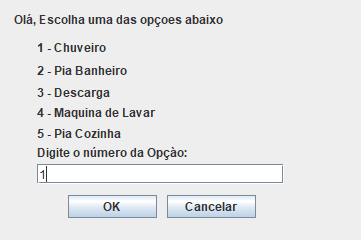 Olá, Escolha uma das opçoes abaixo
1 - Chuveiro
2 - Pia Banheiro
3 - Descarga
4 - Maquina de Lavar
5 - Pia Cozinha
Digite o número da Opçào:
1
OK Cancelar